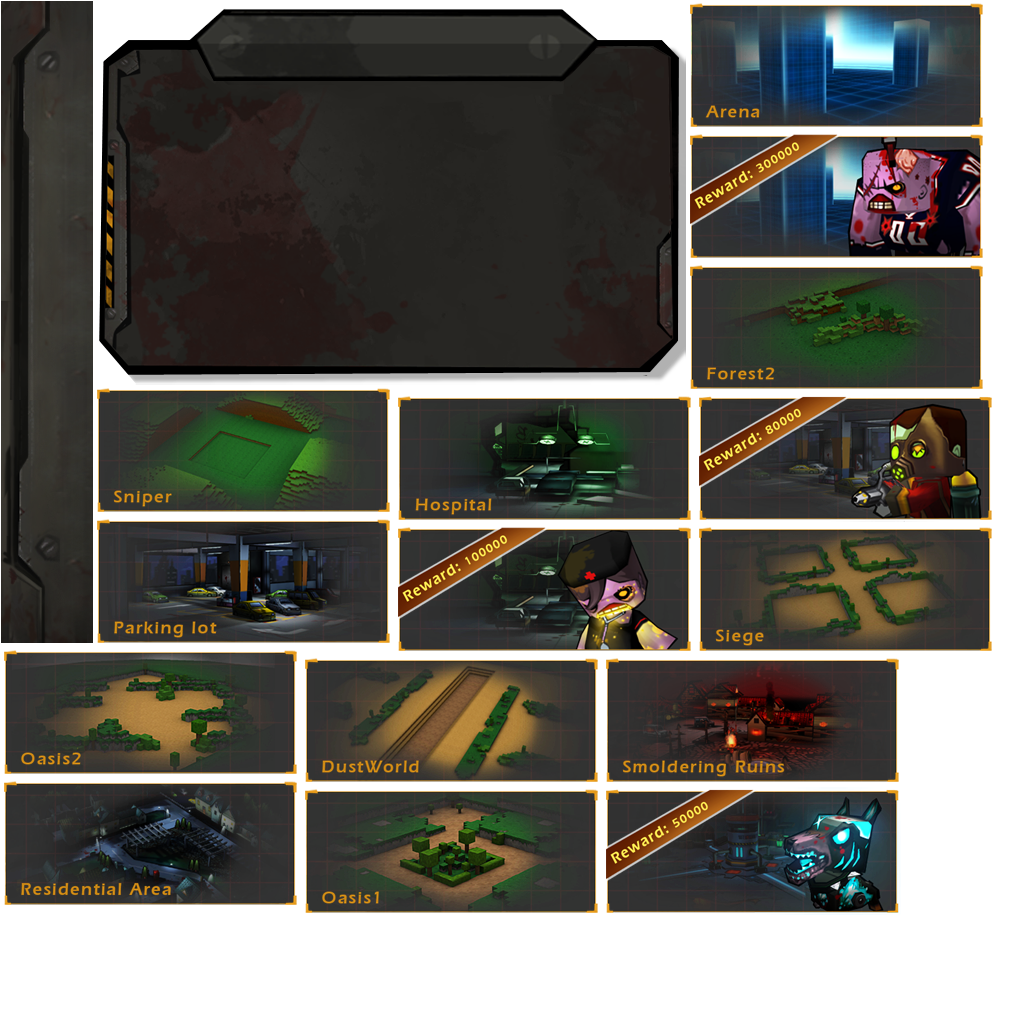 Arena
Reward: 300000
Forest2
Sniper
Hospital
Reward: 80000
Parking lot
Reward: 100000
Siege
Oasis2
DustWorld
Smoldering Ruins
Residential Area
Oasis1
Reward: 50000